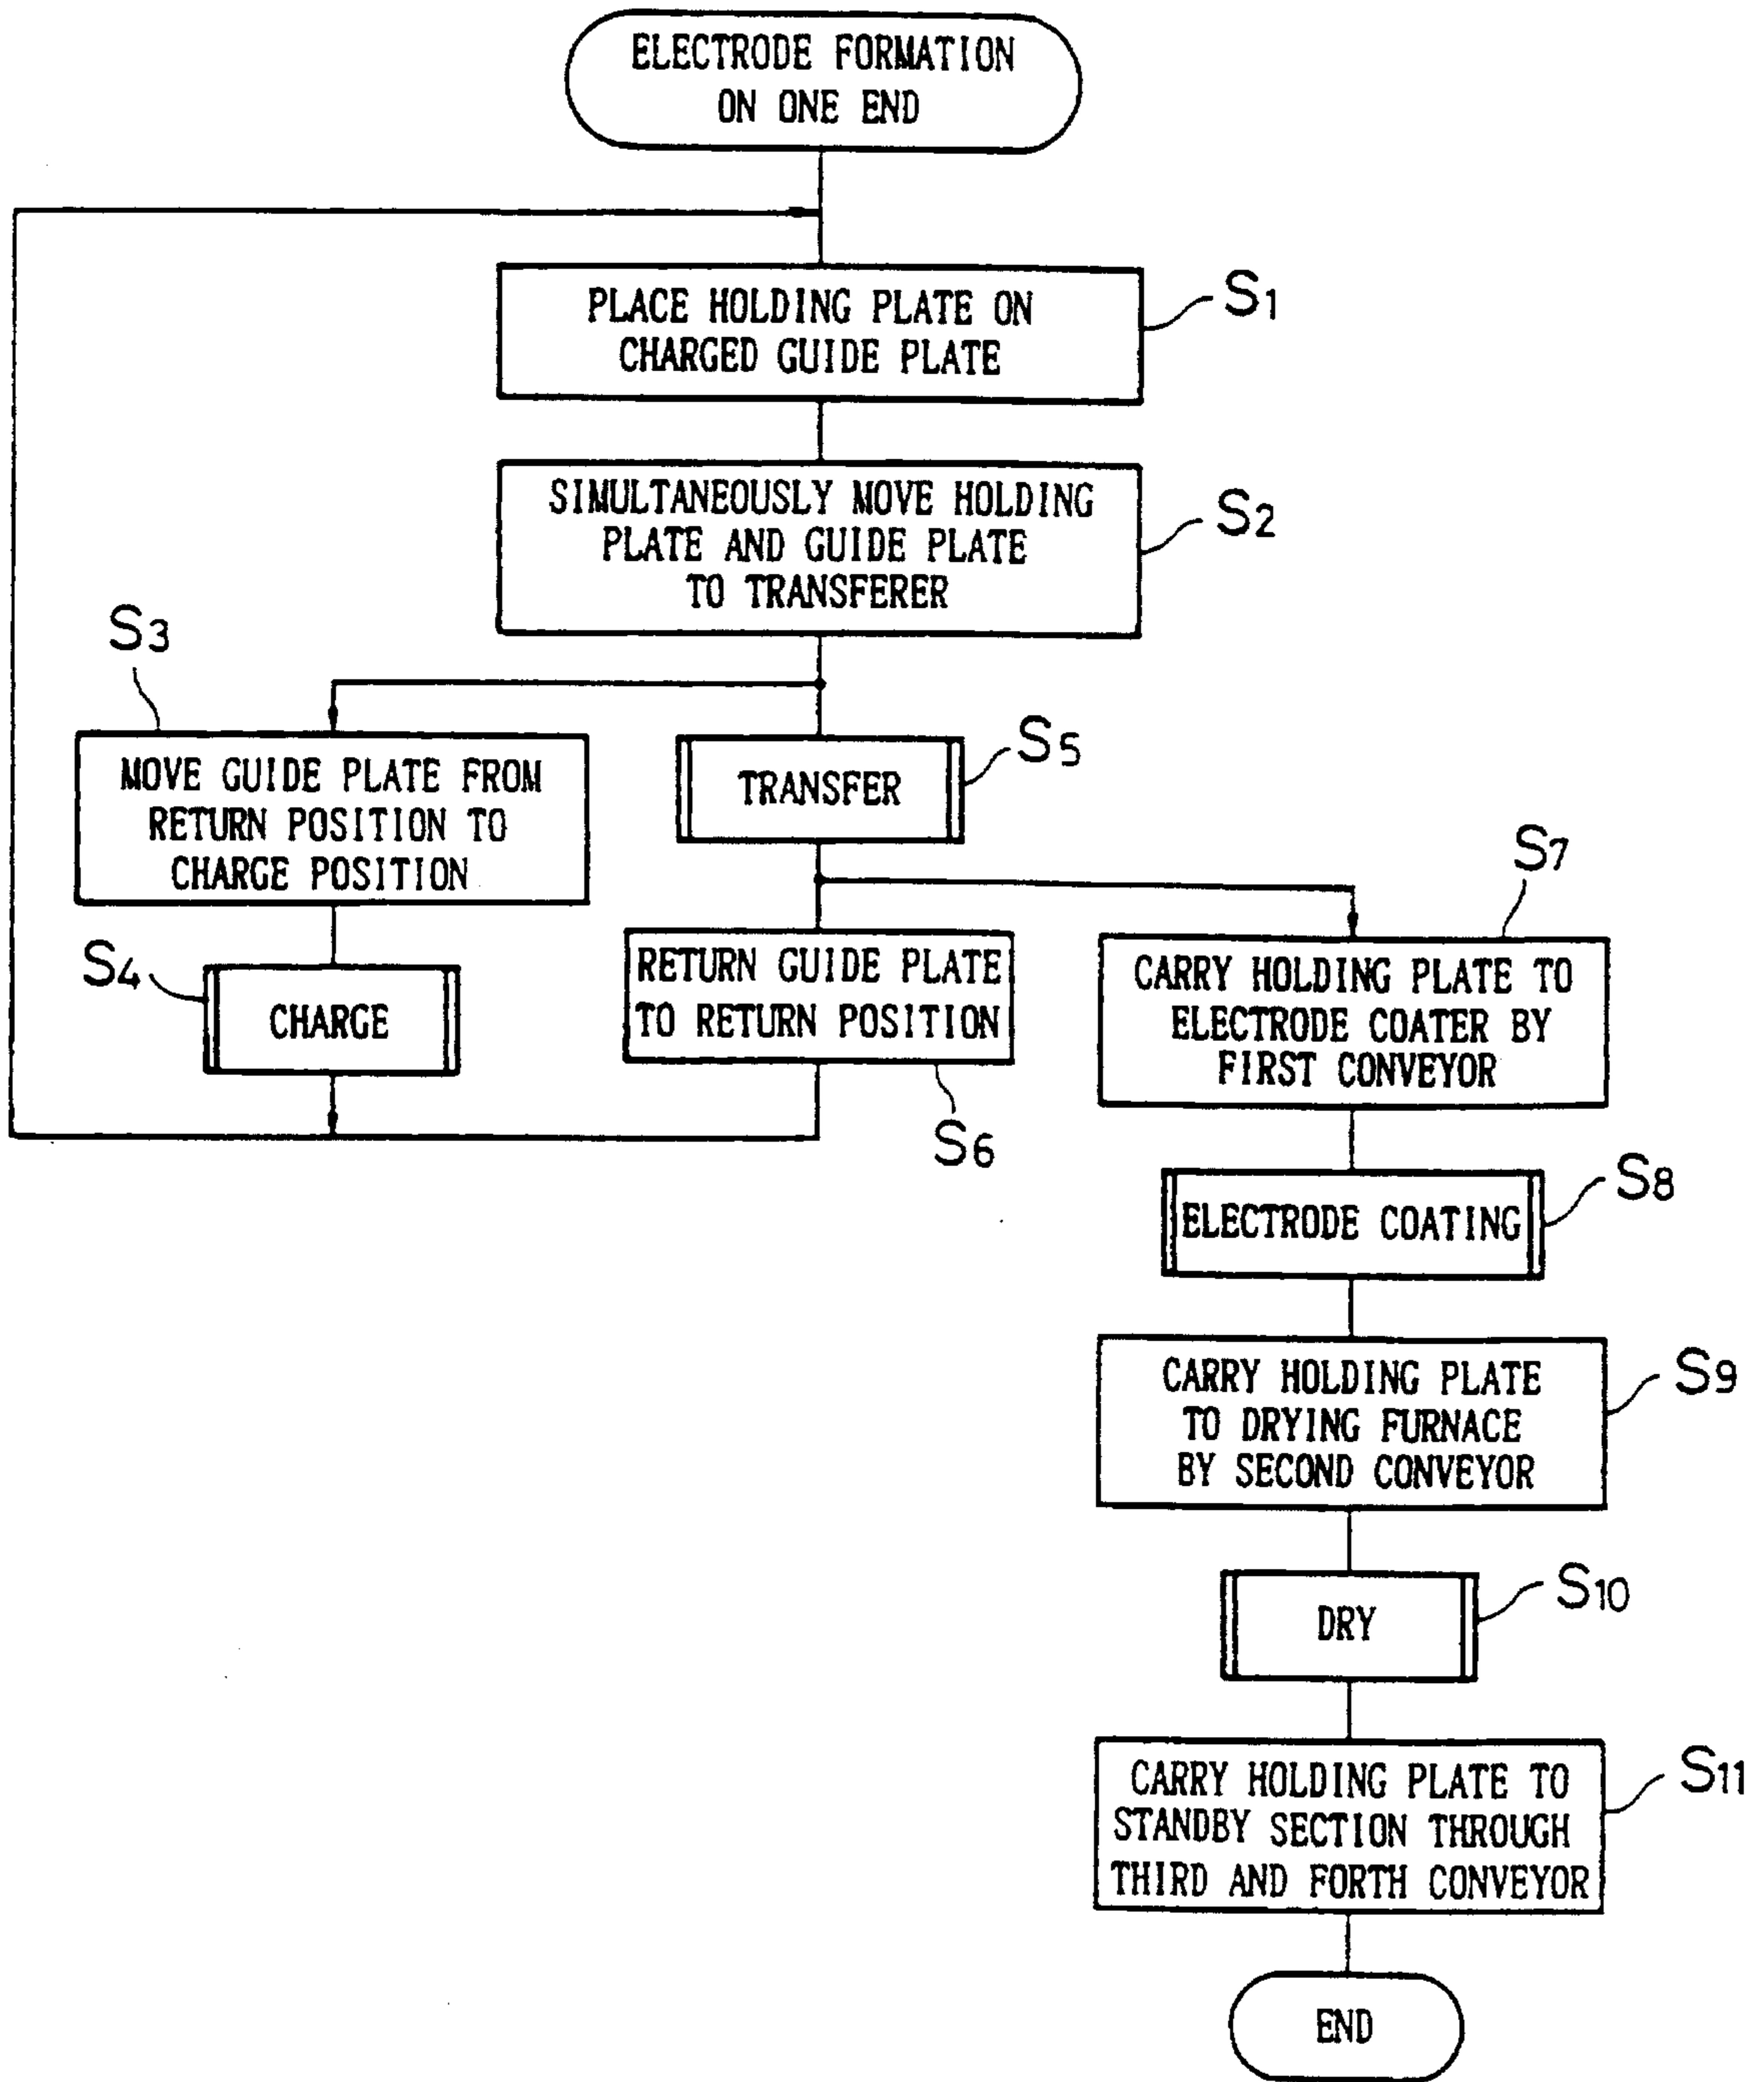 ELECTRODE FORMATION
ON ONE END
PLACE HOLDING PLATE ON
CHARGED GUIDE PLATE
S1
SIMULTANEOUSLY MOVE HOLDING
PLATE AND GUIDE PLATE
TO TRANSFERER
S2
S3
MOVE GUIDE PLATE FROM
RETURN POSITION TO
CHARGE POSITION
S4
CHARGE
TRANSFER
S5
RETURN GUIDE PLATE
TO RETURN POSITION
S6
S7
CARRY HOLDING PLATE TO
ELECTRODE COATER BY
FIRST CONVEYOR
ELECTRODE COATING
S8
CARRY HOLDING PLATE
TO DRYING FURNACE
BY SECOND CONVEYOR
S9
DRY
S10
CARRY HOLDING PLATE TO
STANDBY SECTION THROUGH
THIRD AND FORTH CONVEYOR
S11
END